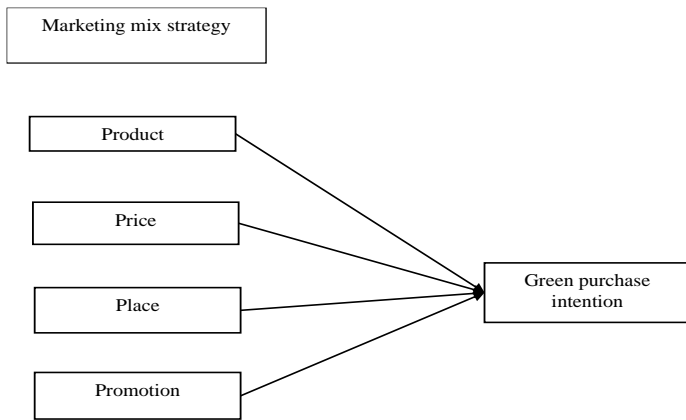 Marketing mix strategy
Product
Price
Place
Promotion
Green purchase
intention